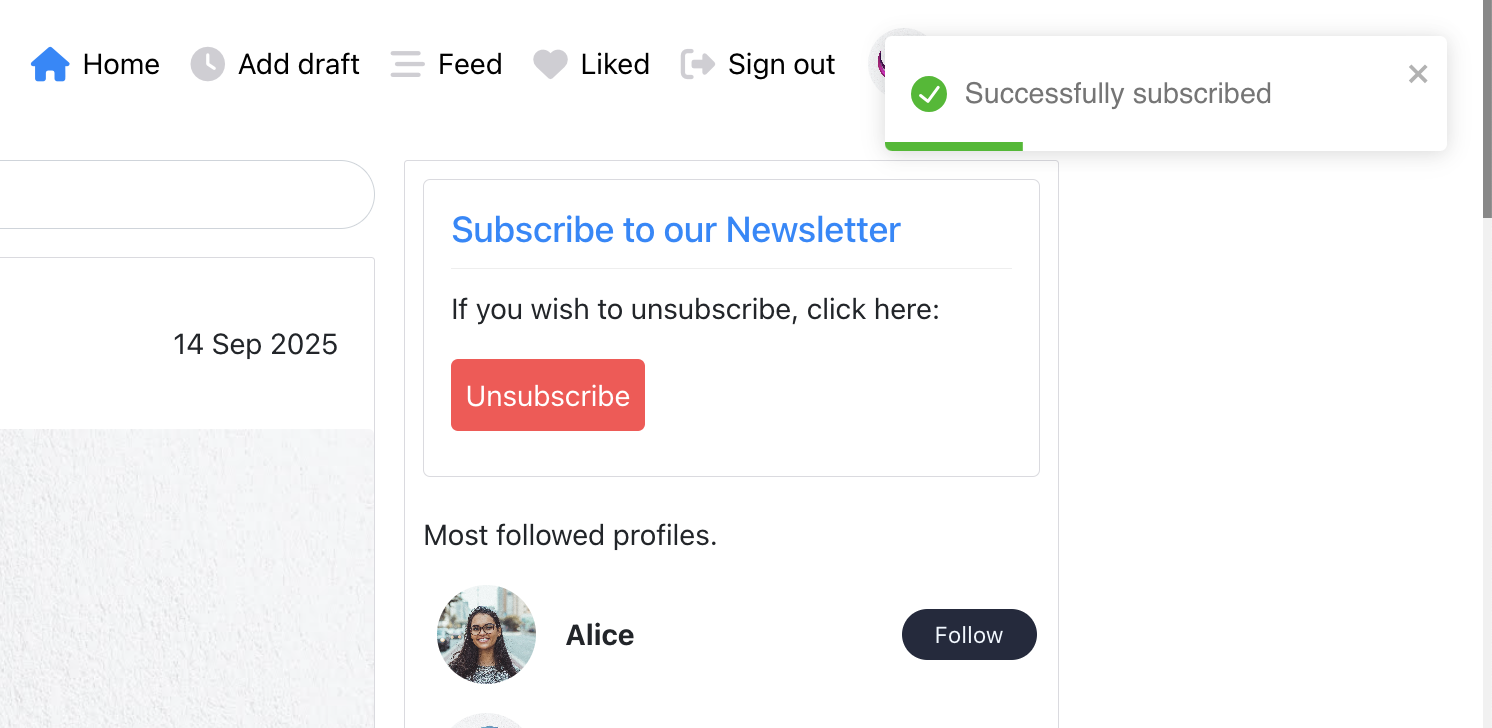 Home Add draft Feed Liked Sign out
Successfully subscribed
Subscribe to our Newsletter
If you wish to unsubscribe, click here:
Unsubscribe
14 Sep 2025
Most followed profiles.
Alice Follow